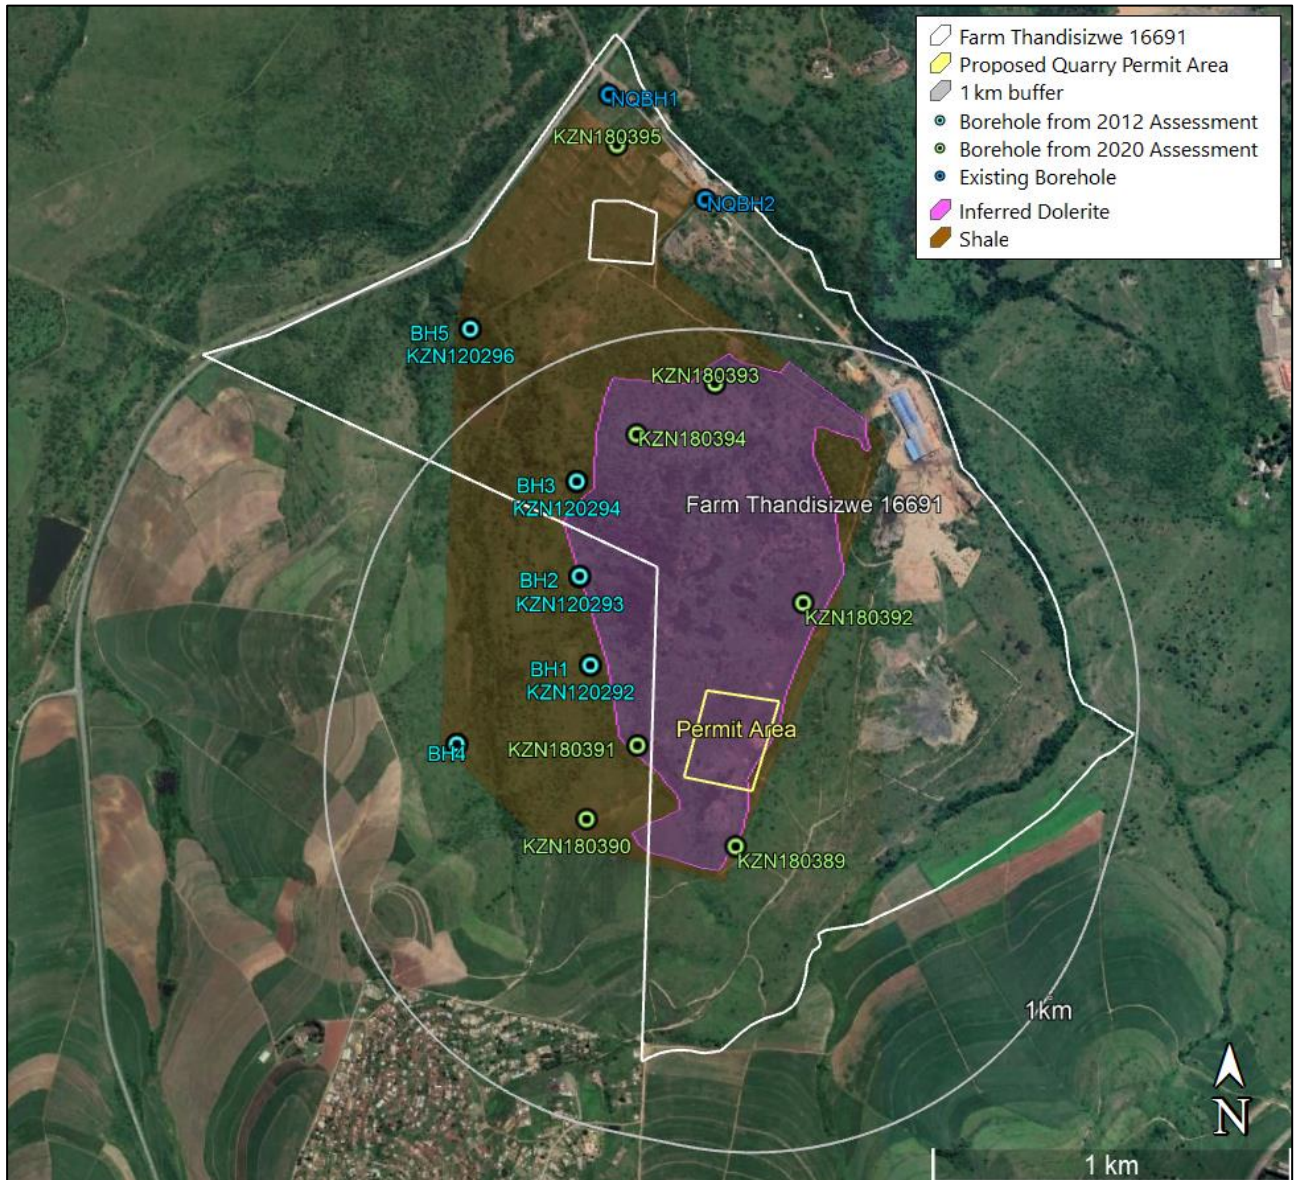 Farm Thandisizwe 16691
Proposed Quarry Permit Area
1 km buffer
Borehole from 2012 Assessment
Borehole from 2020 Assessment
Existing Borehole
Inferred Dolerite
Shale
NQBH1
KZN180395
NQBH2
BH5
KZN120296
KZN180393
KZN180394
BH3
KZN120294
Farm Thandisizwe 16691
BH2
KZN120293
KZN180392
BH1
KZN120292
Permit Area
KZN180391
BH4
KZN180390
KZN180389
1km
N
1 km